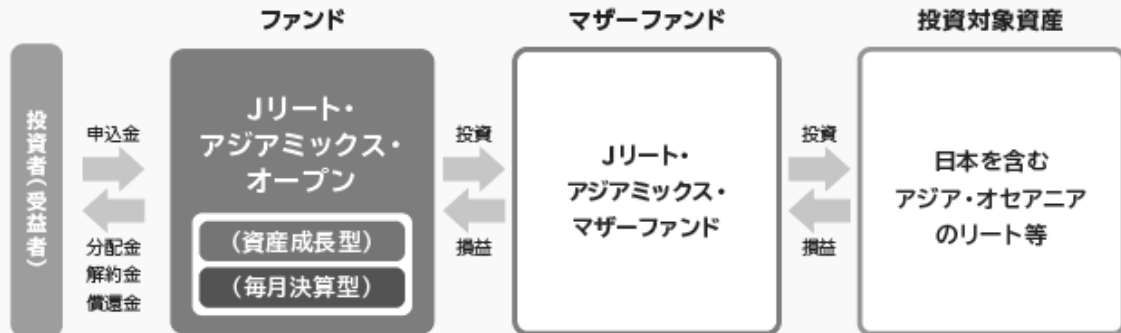 ファンド
マザーファンド
投資対象資産
投資者(受益者)
申込金
分配金
解約金
償還金
Jリート・
アジアミックス・
オープン
(資産成長型)
(毎月決算型)
投資
損益
Jリート・
アジアミックス・
マザーファンド
投資
損益
日本を含む
アジア・オセアニア
のリート等